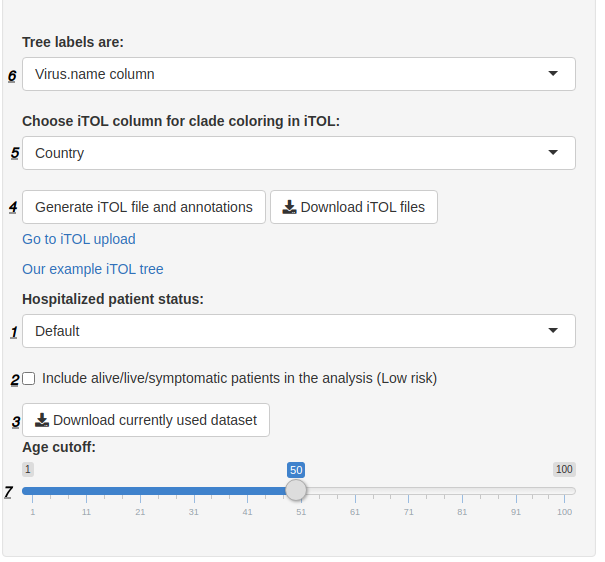 Tree labels are:
6 Virus.name column
Choose iTOL column for clade coloring in iTOL:
5 Country
4 Generate iTOL file and annotations Download iTOL files
Go to iTOL upload
Our example iTOL tree
Hospitalized patient status:
1 Default
2 Include alive/live/symptomatic patients in the analysis (Low risk)
3 Download currently used dataset
Age cutoff:
1 50 100
7
1 11 21 31 41 51 61 71 81 91 100